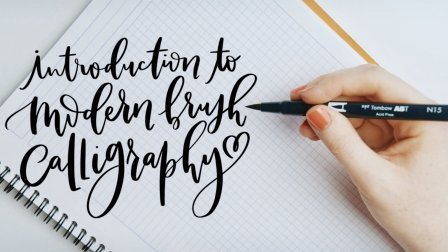 introduction to
modern brush
calligraphy
Tombow ABT N15
Acid Free